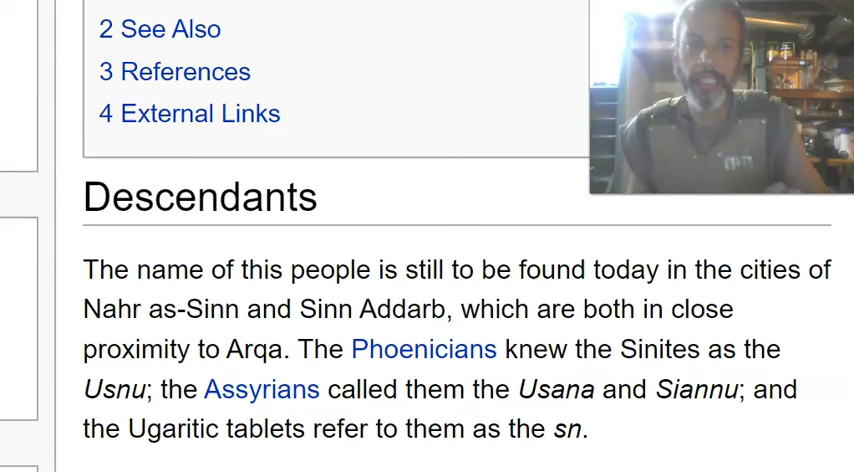 2 See Also
3 References
4 External Links
Descendants
The name of this people is still to be found today in the cities of
Nahr as-Sinn and Sinn Addarb, which are both in close
proximity to Arqa. The Phoenicians knew the Sinites as the
Usnu; the Assyrians called them the Usana and Siannu; and
the Ugaritic tablets refer to them as the sn.